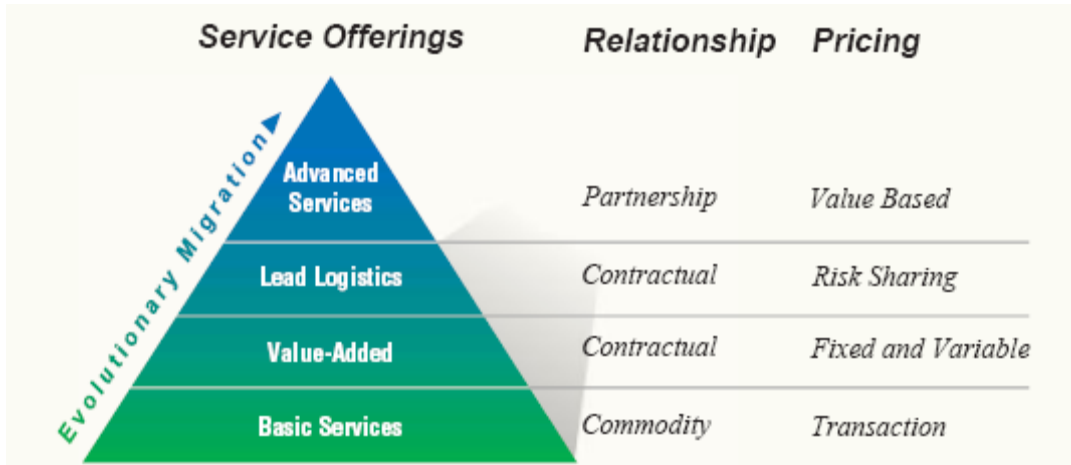 Service Offerings Relationship Pricing
Evolutionary Migration
Advanced
Services Partnership Value Based
Lead Logistics Contractual Risk Sharing
Value-Added Contractual Fixed and Variable
Basic Services Commodity Transaction